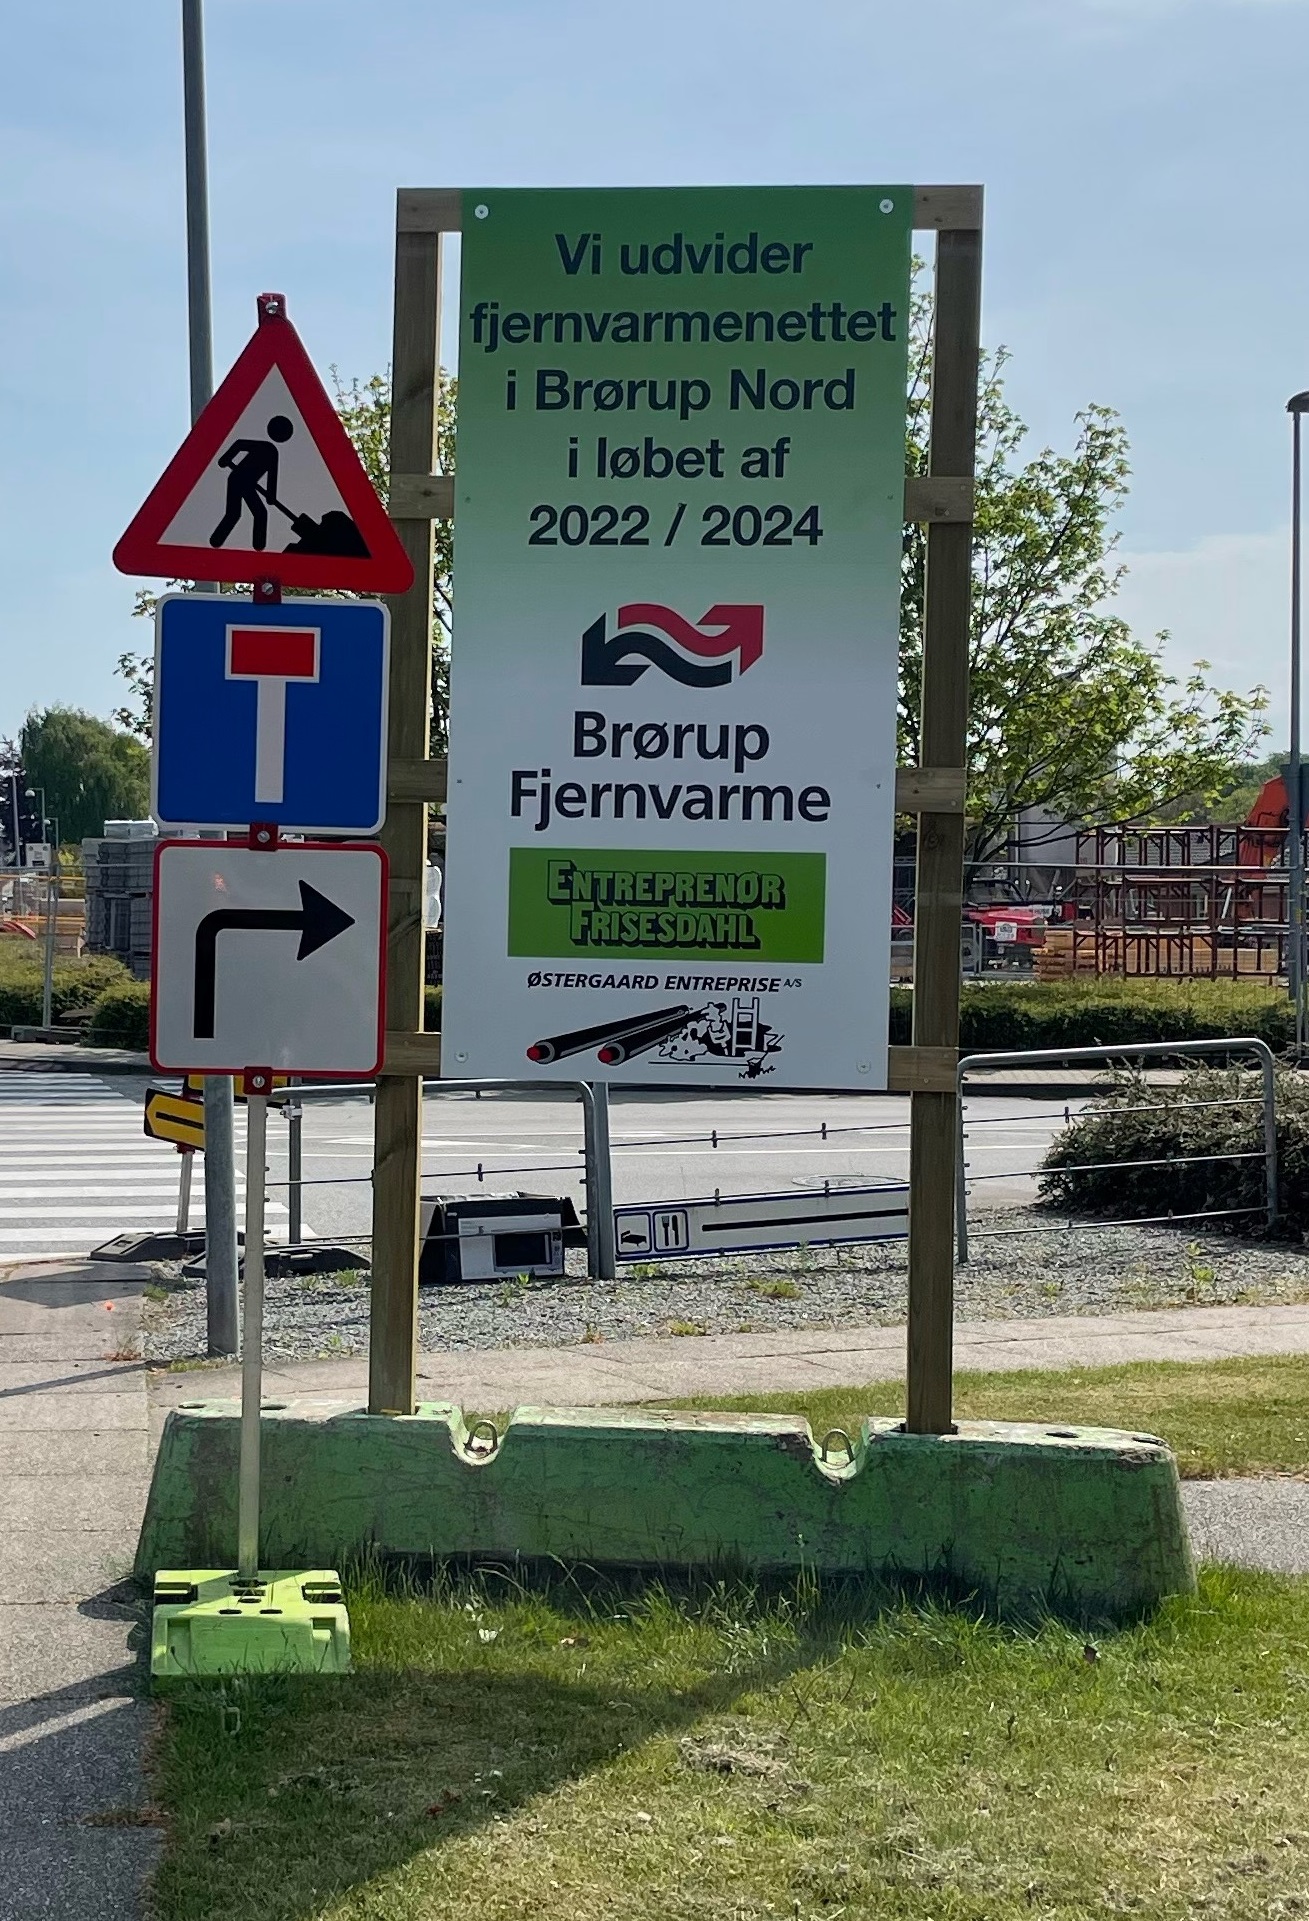 Vi udvider
fjernvarmenettet
i Brørup Nord
i løbet af
2022 / 2024
Brørup
Fjernvarme
ENTREPRENØR
FRISESDAHL
ØSTERGAARD ENTREPRISE A/S